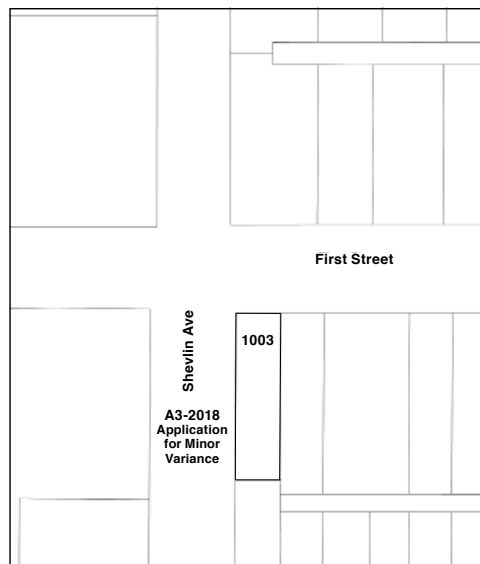 First Street
1003
Shevlin Ave
A3-2018
Application
for Minor
Variance